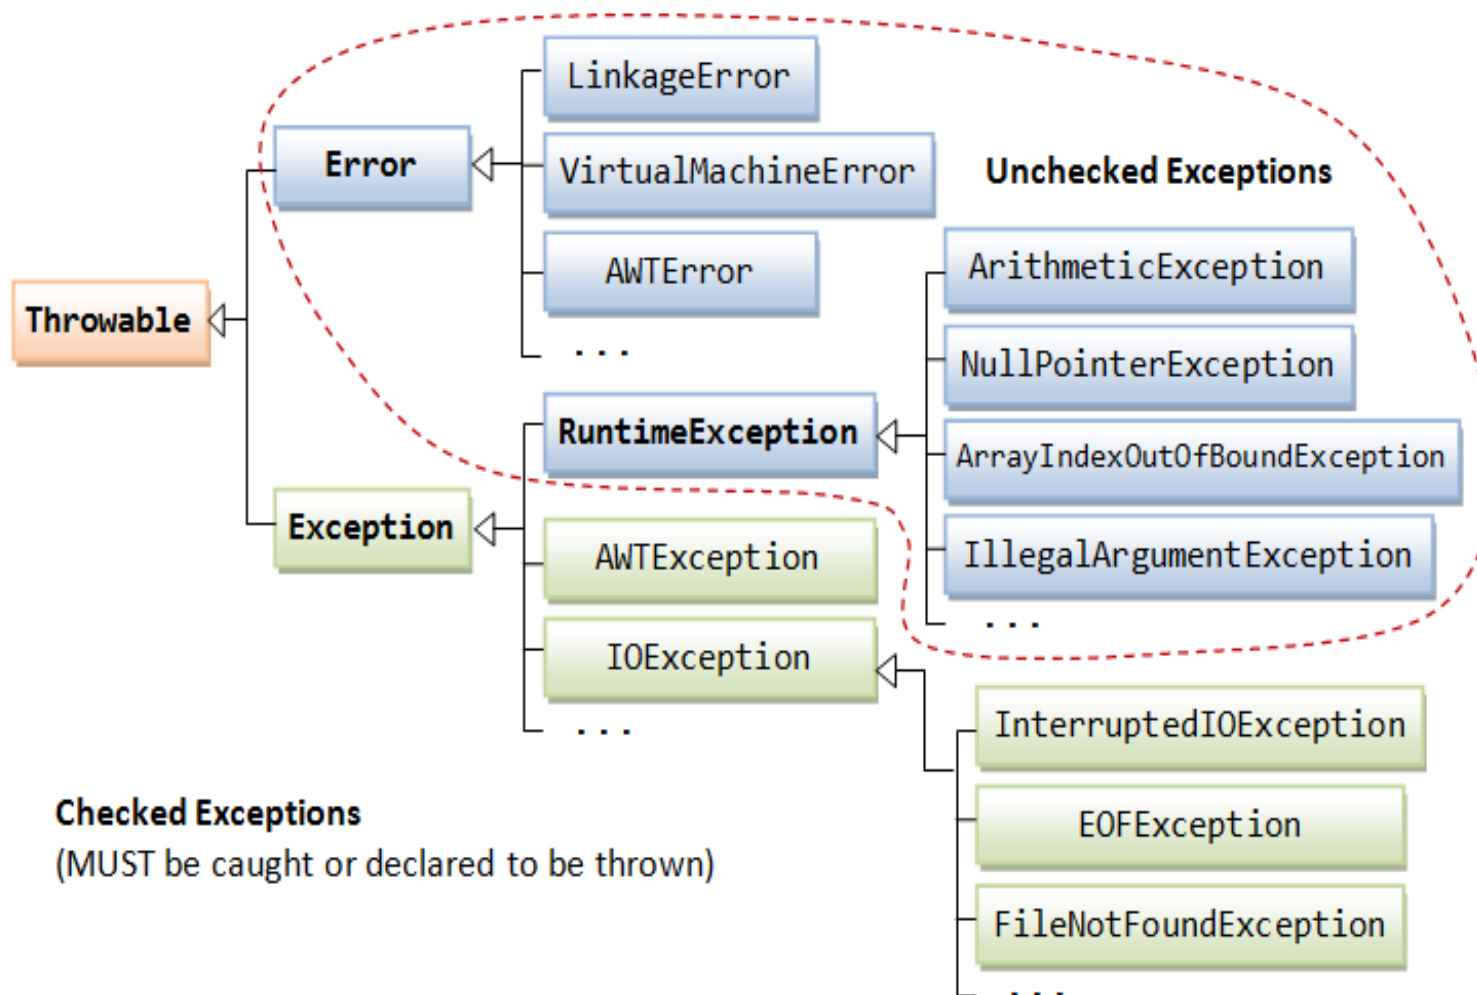 LinkageError
Error
VirtualMachineError
Unchecked Exceptions
AWTError
ArithmeticException
Throwable
...
NullPointerException
RuntimeException
ArrayIndexOutOfBoundException
Exception
AWTException
IllegalArgumentException
...
IOException
...
InterruptedIOException
Checked Exceptions
(MUST be caught or declared to be thrown)
EOFException
FileNotFoundException
...